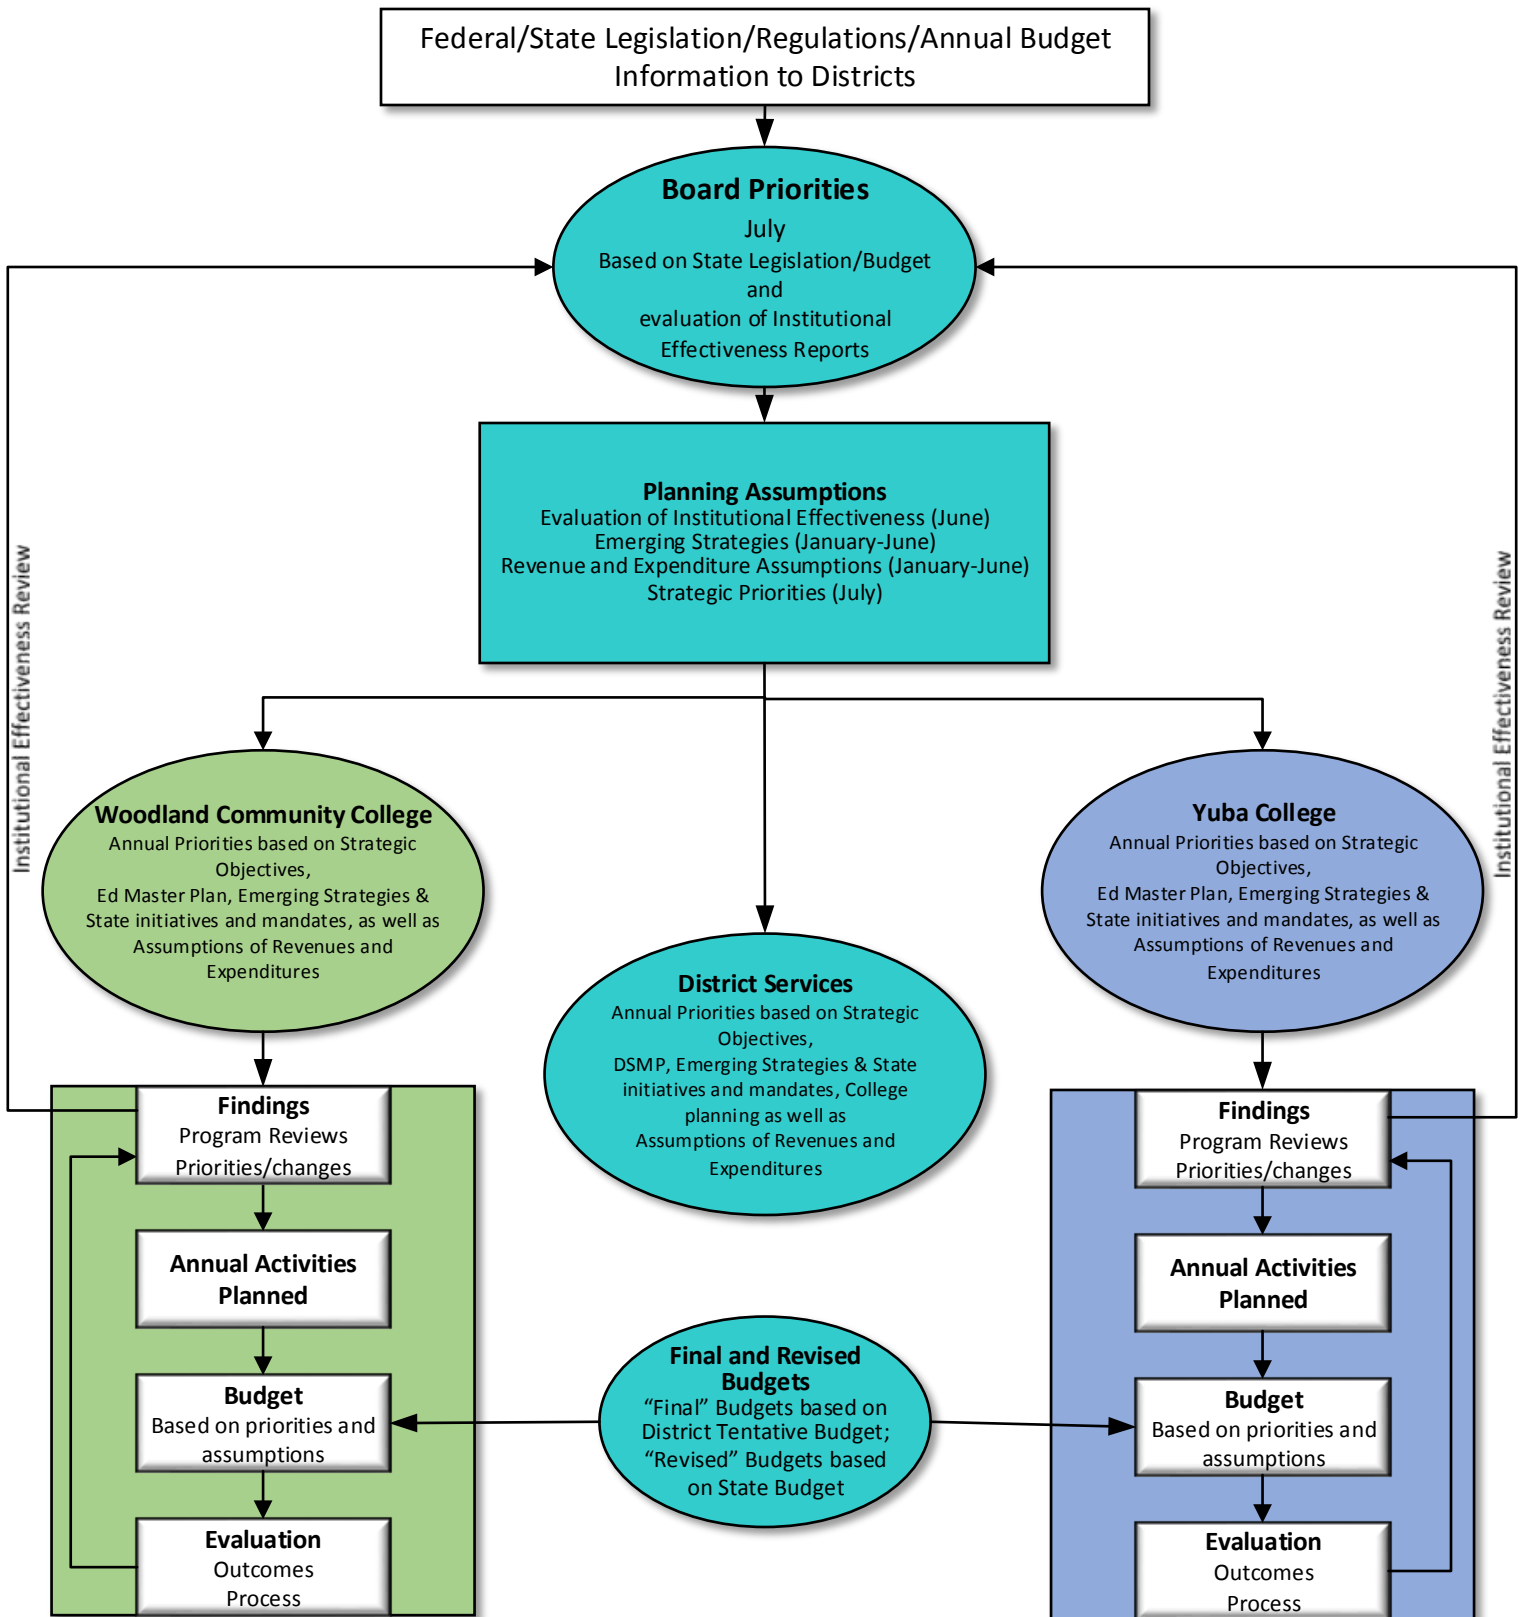 Federal/State Legislation/Regulations/Annual Budget
Information to Districts
Board Priorities
July
Based on State Legislation/Budget
and
evaluation of Institutional
Effectiveness Reports
Planning Assumptions
Evaluation of Institutional Effectiveness (June)
Emerging Strategies (January-June)
Revenue and Expenditure Assumptions (January-June)
Strategic Priorities (July)
Institutional Effectiveness Review
Institutional Effectiveness Review
Woodland Community College
Annual Priorities based on Strategic
Objectives,
Ed Master Plan, Emerging Strategies &
State initiatives and mandates, as well as
Assumptions of Revenues and
Expenditures
Yuba College
Annual Priorities based on Strategic
Objectives,
Ed Master Plan, Emerging Strategies &
State initiatives and mandates, as well as
Assumptions of Revenues and
Expenditures
District Services
Annual Priorities based on Strategic
Objectives,
DSMP, Emerging Strategies & State
initiatives and mandates, College
planning as well as
Assumptions of Revenues and
Expenditures
Findings
Program Reviews
Priorities/changes
Annual Activities
Planned
Budget
Based on priorities and
assumptions
Evaluation
Outcomes
Process
Final and Revised
Budgets
“Final” Budgets based on
District Tentative Budget;
“Revised” Budgets based
on State Budget
Findings
Program Reviews
Priorities/changes
Annual Activities
Planned
Budget
Based on priorities and
assumptions
Evaluation
Outcomes
Process